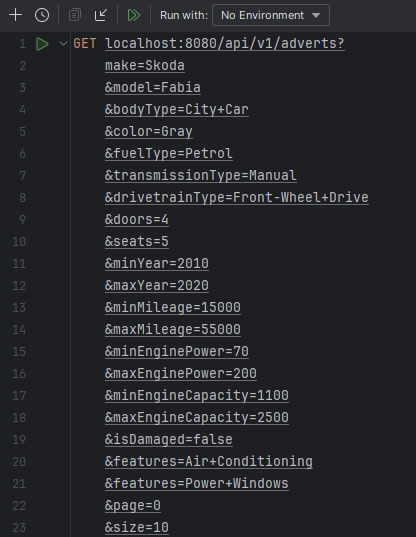 Run with: No Environment
1 GET localhost:8080/api/v1/adverts?
2 make=Skoda
3 &model=Fabia
4 &bodyType=City+Car
5 &color=Gray
6 &fuelType=Petrol
7 &transmissionType=Manual
8 &drivetrainType=Front-Wheel+Drive
9 &doors=4
10 &seats=5
11 &minYear=2010
12 &maxYear=2020
13 &minMileage=15000
14 &maxMileage=55000
15 &minEnginePower=70
16 &maxEnginePower=200
17 &minEngineCapacity=1100
18 &maxEngineCapacity=2500
19 &isDamaged=false
20 &features=Air+Conditioning
21 &features=Power+Windows
22 &page=0
23 &size=10